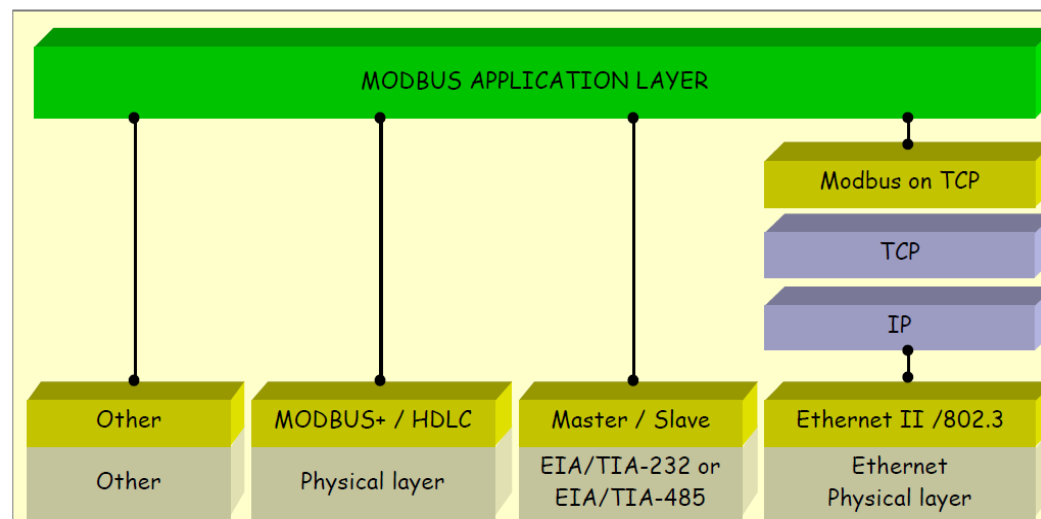 MODBUS APPLICATION LAYER
Modbus on TCP
TCP
IP
Other
MODBUS+ / HDLC
Master / Slave
Ethernet II /802.3
Other
Physical layer
EIA/TIA-232 or
EIA/TIA-485
Ethernet
Physical layer